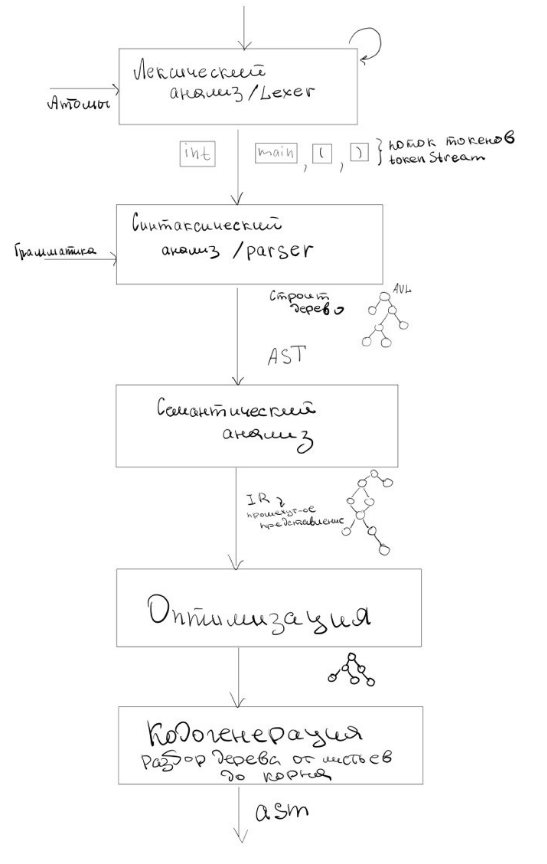 Лексический
анализ/Lexer
Атомы
int
main , ( , )
поток токенов
token Stream
Синтаксический
анализ /parser
Грамматика
Строит
дерево
AVL
AST
Семантический
анализ
IR
промежут-ое
представление
Оптимизация
Кодогенерация
разбор дерева от листьев
до корня
asm